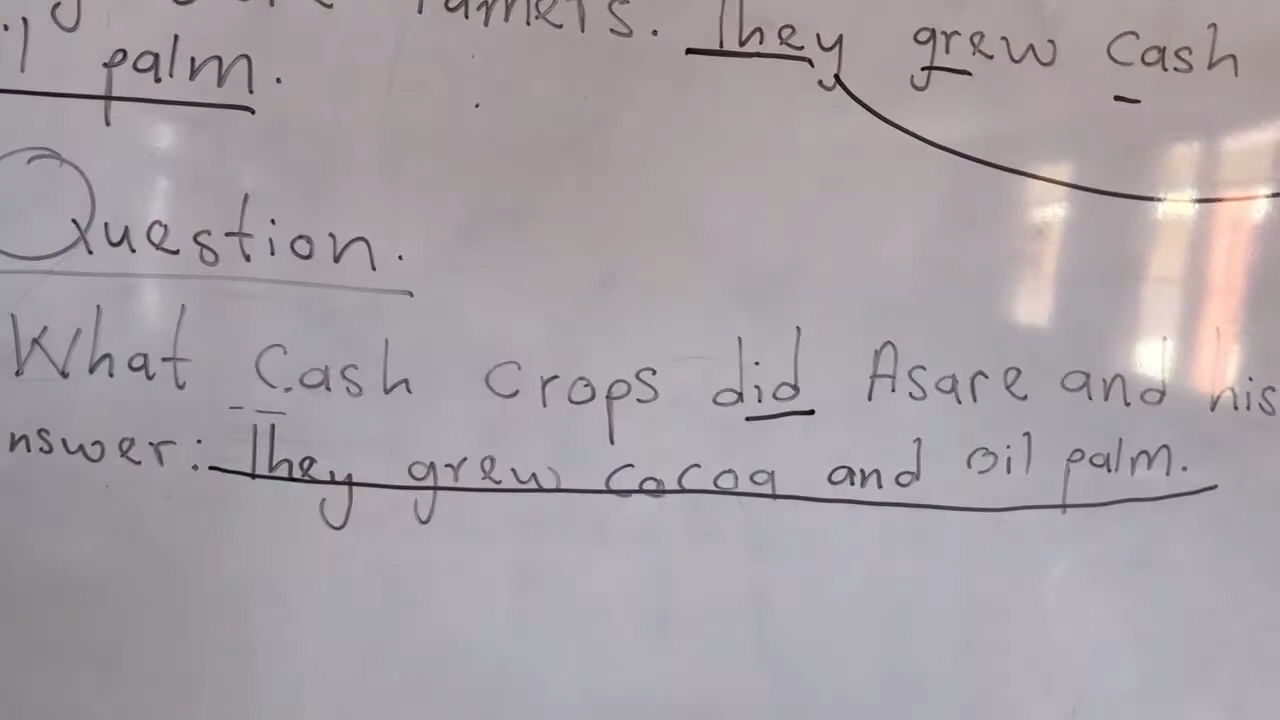 farmers. They grew cash
palm.
Question.
What Cash Crops did Asare and his
nswer: They grew cocoa and oil palm.